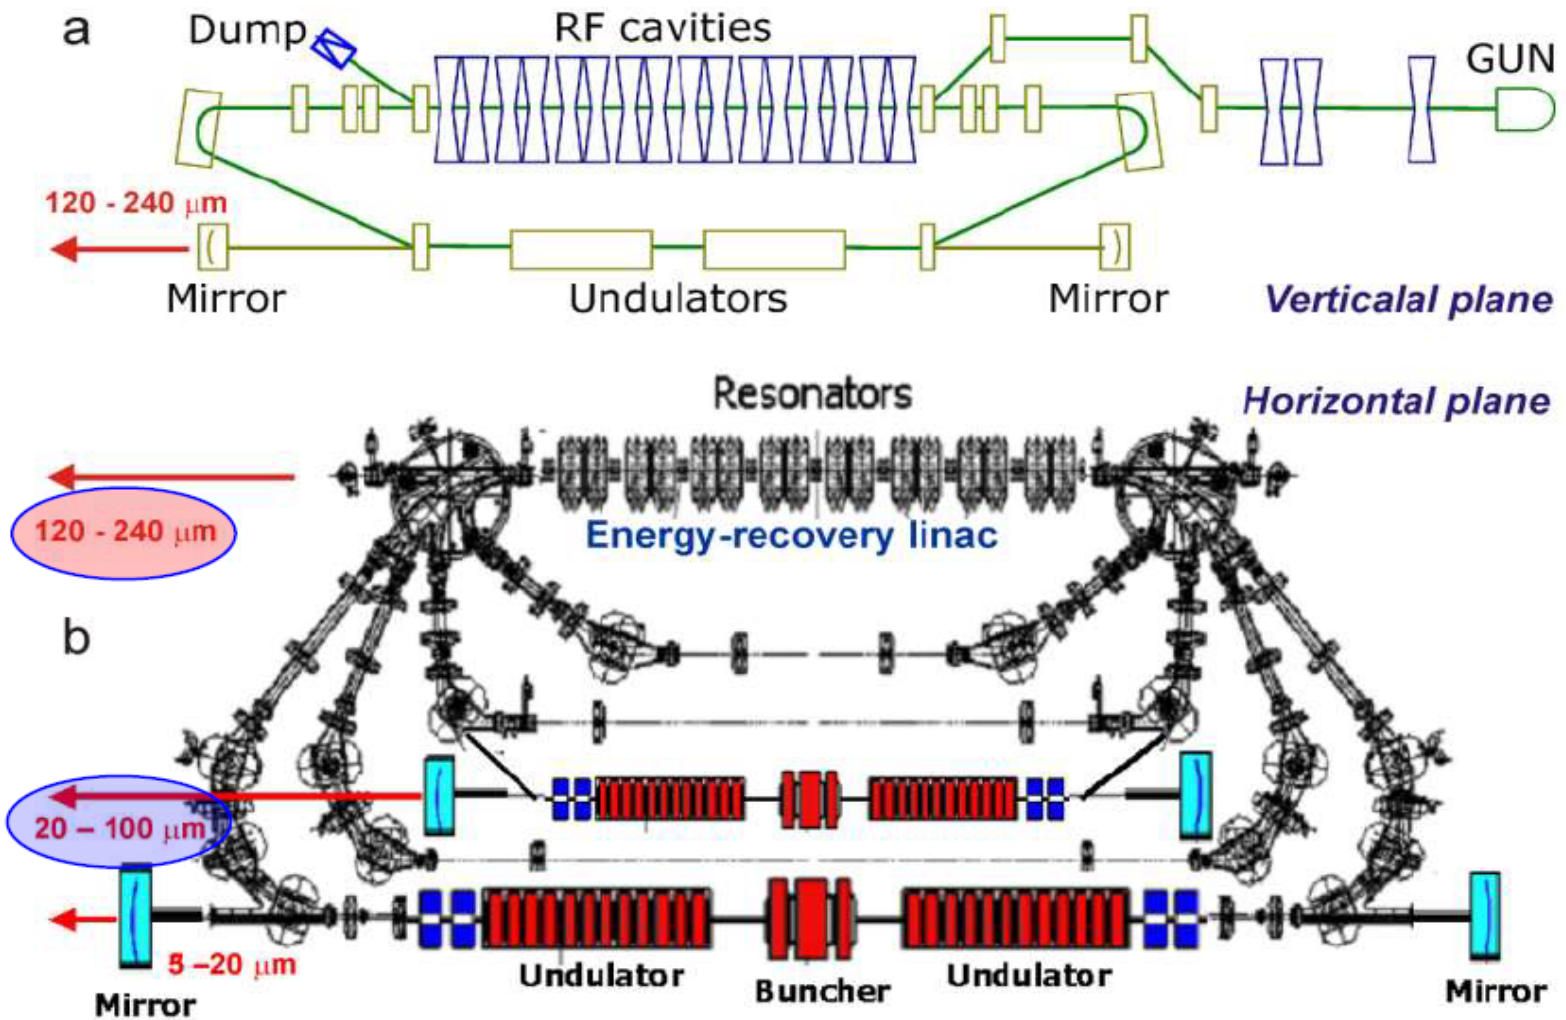 a
Dump
RF cavities
GUN
120 - 240 μm
Mirror
Undulators
Mirror
Verticalal plane
Resonators
Horizontal plane
120 - 240 μm
Energy-recovery linac
b
20 – 100 μm
5 –20 μm
Undulator
Buncher
Undulator
Mirror
Mirror